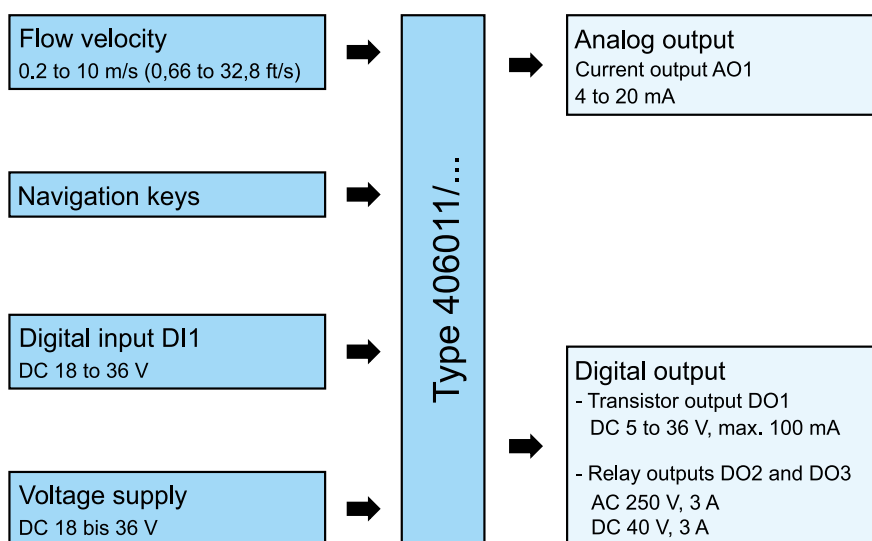 Flow velocity
0.2 to 10 m/s (0,66 to 32,8 ft/s)
Navigation keys
Digital input DI1
DC 18 to 36 V
Voltage supply
DC 18 bis 36 V
Type 406011/...
Analog output
Current output AO1
4 to 20 mA
Digital output
- Transistor output DO1
DC 5 to 36 V, max. 100 mA
- Relay outputs DO2 and DO3
AC 250 V, 3 A
DC 40 V, 3 A